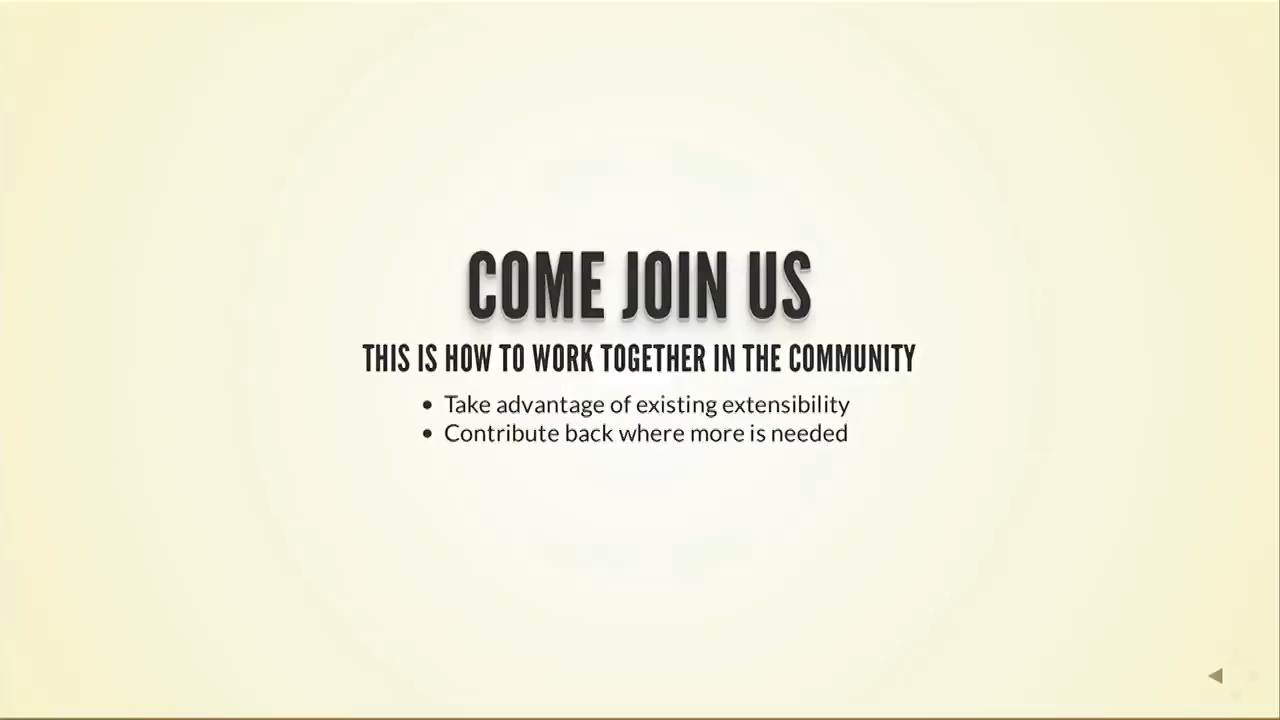 COME JOIN US
THIS IS HOW TO WORK TOGETHER IN THE COMMUNITY
• Take advantage of existing extensibility
• Contribute back where more is needed